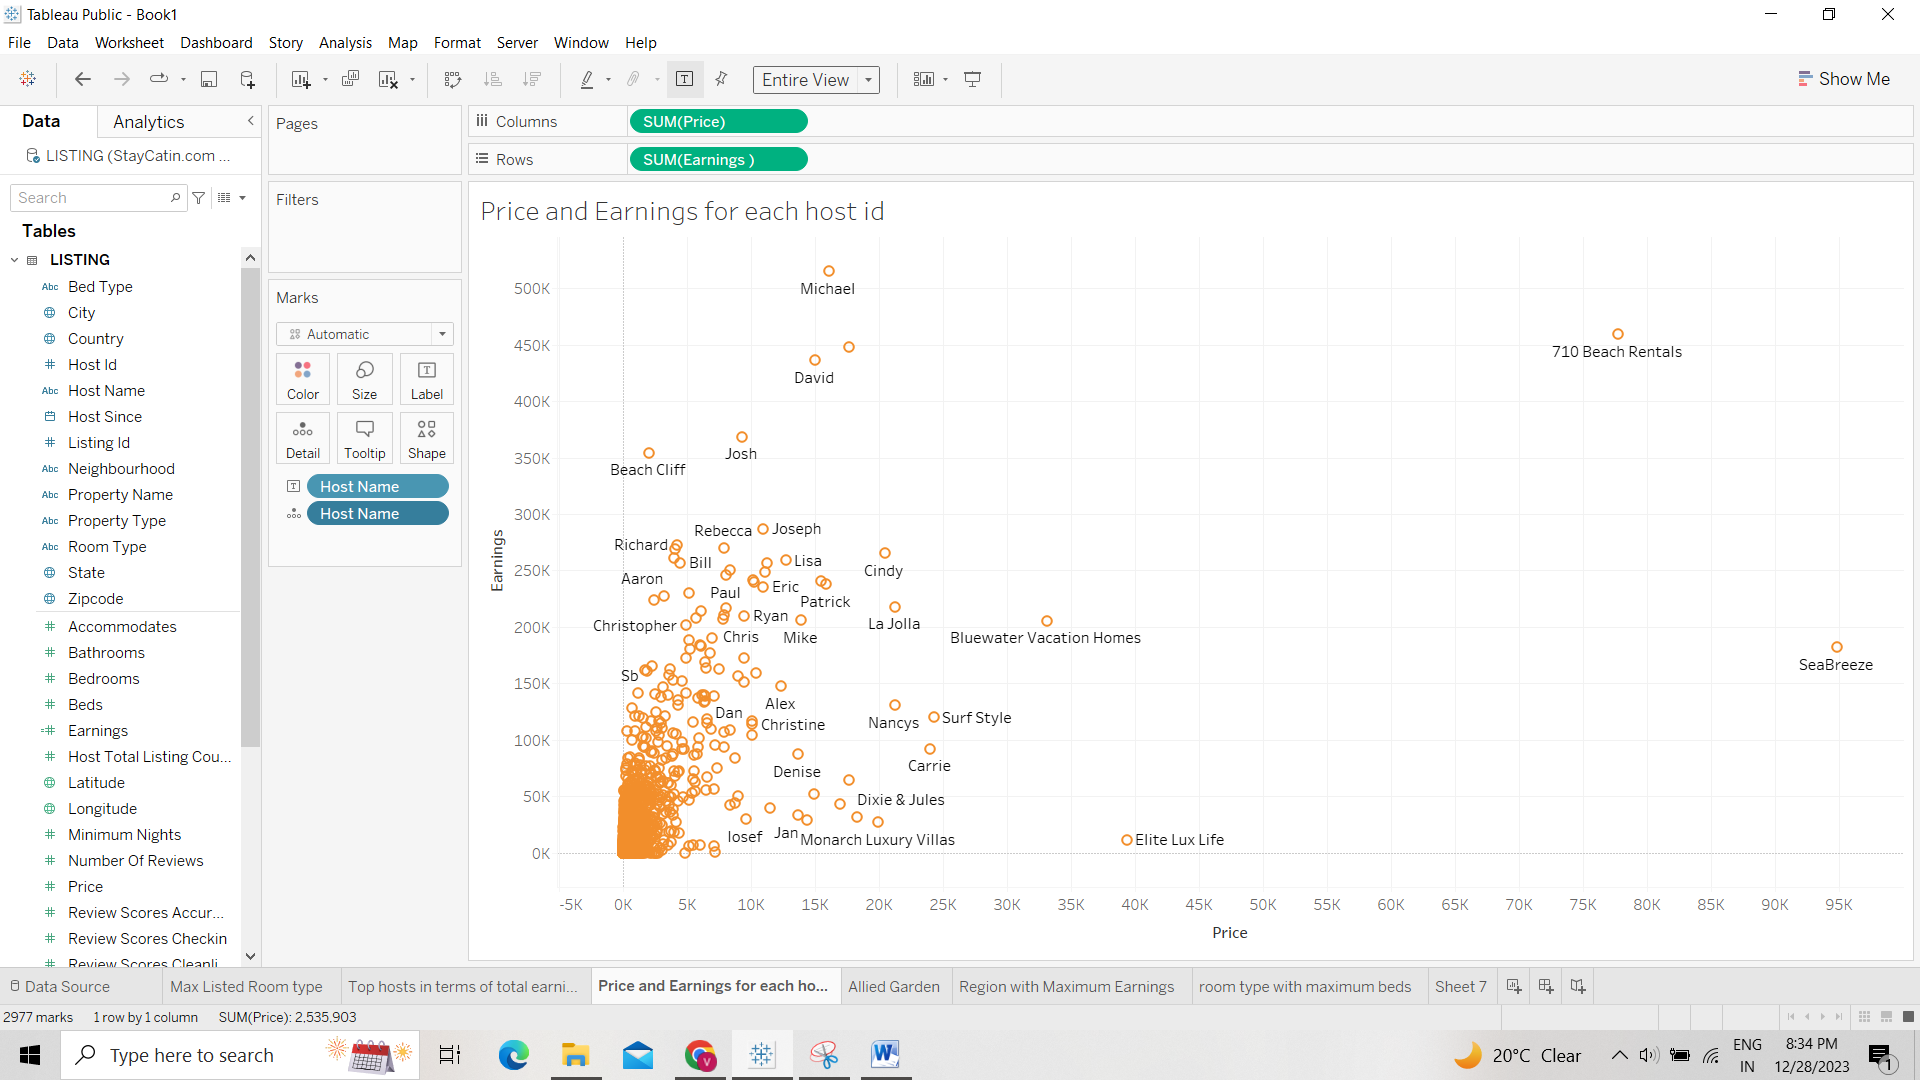 Tableau Public - Book1
File Data Worksheet Dashboard Story Analysis Map Format Server Window Help
Entire View
Show Me
Data Analytics
LISTING (StayCatin.com ...
Search
Tables
LISTING
Abc Bed Type
City
Country
Host Id
Abc Host Name
Host Since
Listing Id
Abc Neighbourhood
Abc Property Name
Abc Property Type
Abc Room Type
State
Zipcode
Accommodates
Bathrooms
Bedrooms
Beds
Earnings
Host Total Listing Cou...
Latitude
Longitude
Minimum Nights
Number Of Reviews
Price
Review Scores Accur...
Review Scores Checkin
Review Scores Cleanli
Pages
Filters
Marks
Automatic
Color Size Label
Detail Tooltip Shape
Host Name
Host Name
Columns SUM(Price)
Rows SUM(Earnings )
Price and Earnings for each host id
500K
450K
400K
350K
300K
250K
200K
150K
100K
50K
0K
Earnings
Michael
710 Beach Rentals
David
Josh
Beach Cliff
Rebecca
Joseph
Richard
Bill
Lisa
Cindy
Aaron
Paul
Eric
Patrick
Christopher
Ryan
La Jolla
Chris
Mike
Bluewater Vacation Homes
SeaBreeze
Sb
Alex
Dan
Christine
Nancys
Surf Style
Carrie
Denise
Dixie & Jules
Iosef
Jan
Monarch Luxury Villas
Elite Lux Life
-5K 0K 5K 10K 15K 20K 25K 30K 35K 40K 45K 50K 55K 60K 65K 70K 75K 80K 85K 90K 95K
Price
Data Source Max Listed Room type Top hosts in terms of total earni... Price and Earnings for each ho... Allied Garden Region with Maximum Earnings room type with maximum beds Sheet 7
2977 marks 1 row by 1 column SUM(Price): 2,535,903
Type here to search
20°C Clear
ENG
IN
8:34 PM
12/28/2023
1